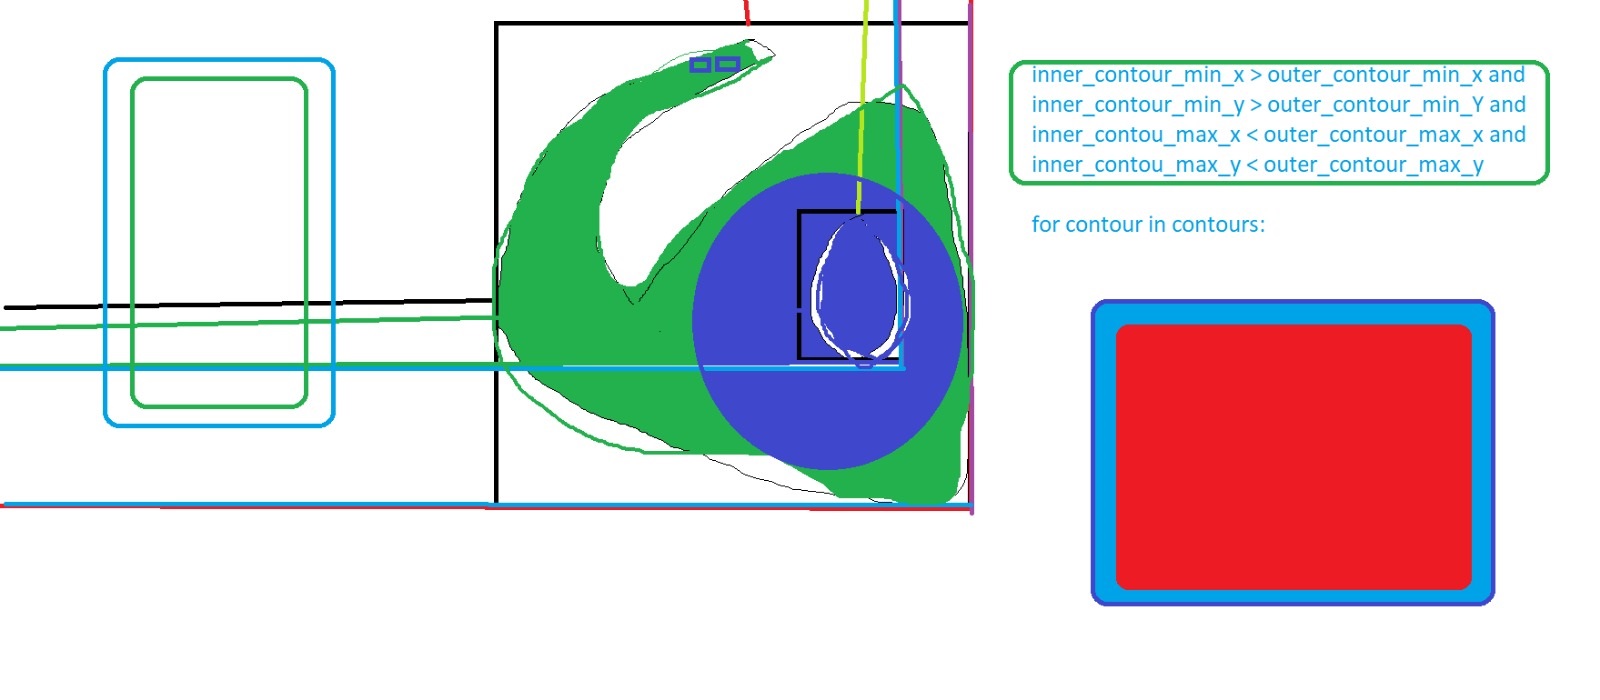 inner_contour_min_x > outer_contour_min_x and
inner_contour_min_y > outer_contour_min_Y and
inner_contou_max_x < outer_contour_max_x and
inner_contou_max_y < outer_contour_max_y
for contour in contours: